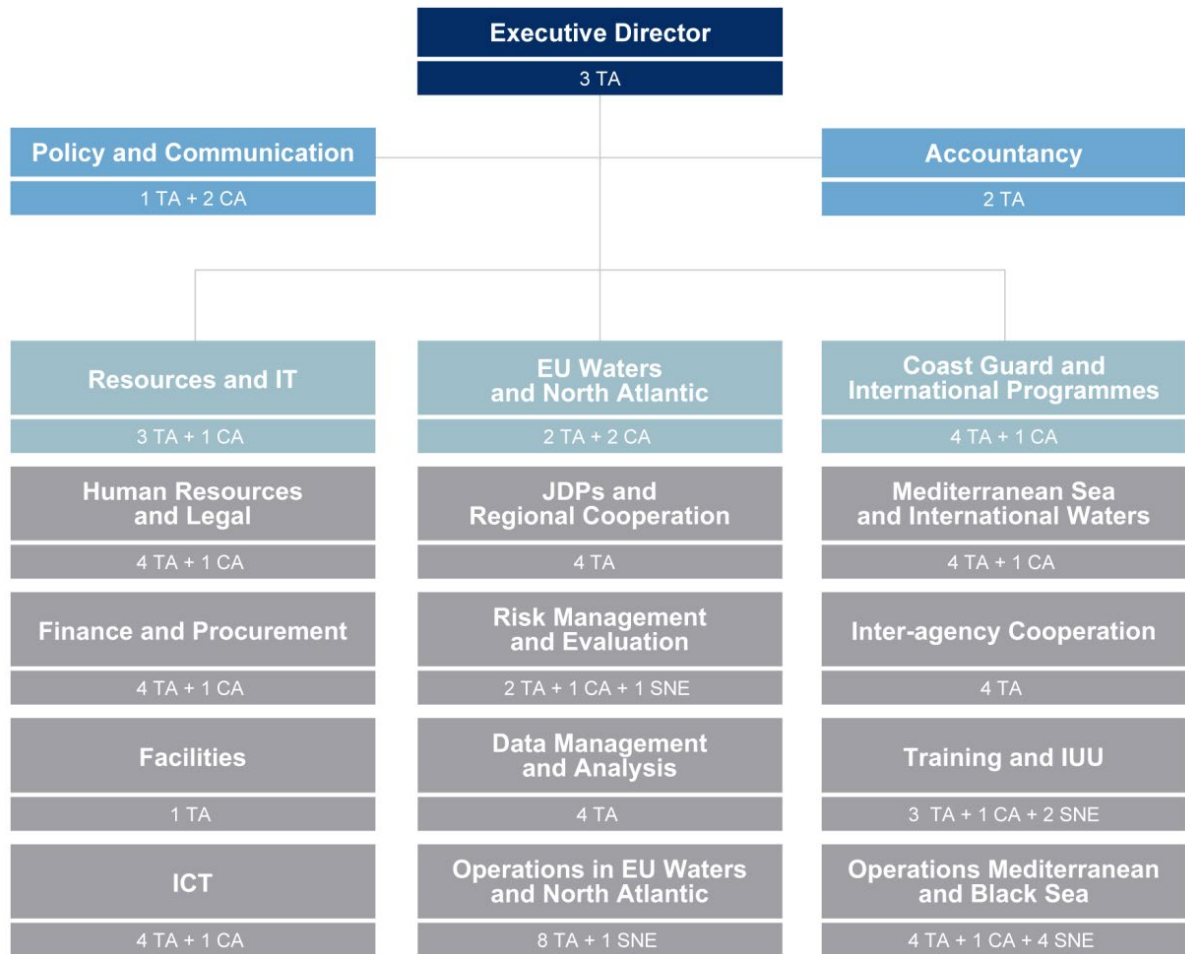 Executive Director
3 TA
Policy and Communication
1 TA + 2 CA
Accountancy
2 TA
Resources and IT
3 TA + 1 CA
Human Resources
and Legal
4 TA + 1 CA
Finance and Procurement
4 TA + 1 CA
Facilities
1 TA
ICT
4 TA + 1 CA
EU Waters
and North Atlantic
2 TA + 2 CA
JDPs and
Regional Cooperation
4 TA
Risk Management
and Evaluation
2 TA + 1 CA + 1 SNE
Data Management
and Analysis
4 TA
Operations in EU Waters
and North Atlantic
8 TA + 1 SNE
Coast Guard and
International Programmes
4 TA + 1 CA
Mediterranean Sea
and International Waters
4 TA + 1 CA
Inter-agency Cooperation
4 TA
Training and IUU
3 TA + 1 CA + 2 SNE
Operations Mediterranean
and Black Sea
4 TA + 1 CA + 4 SNE